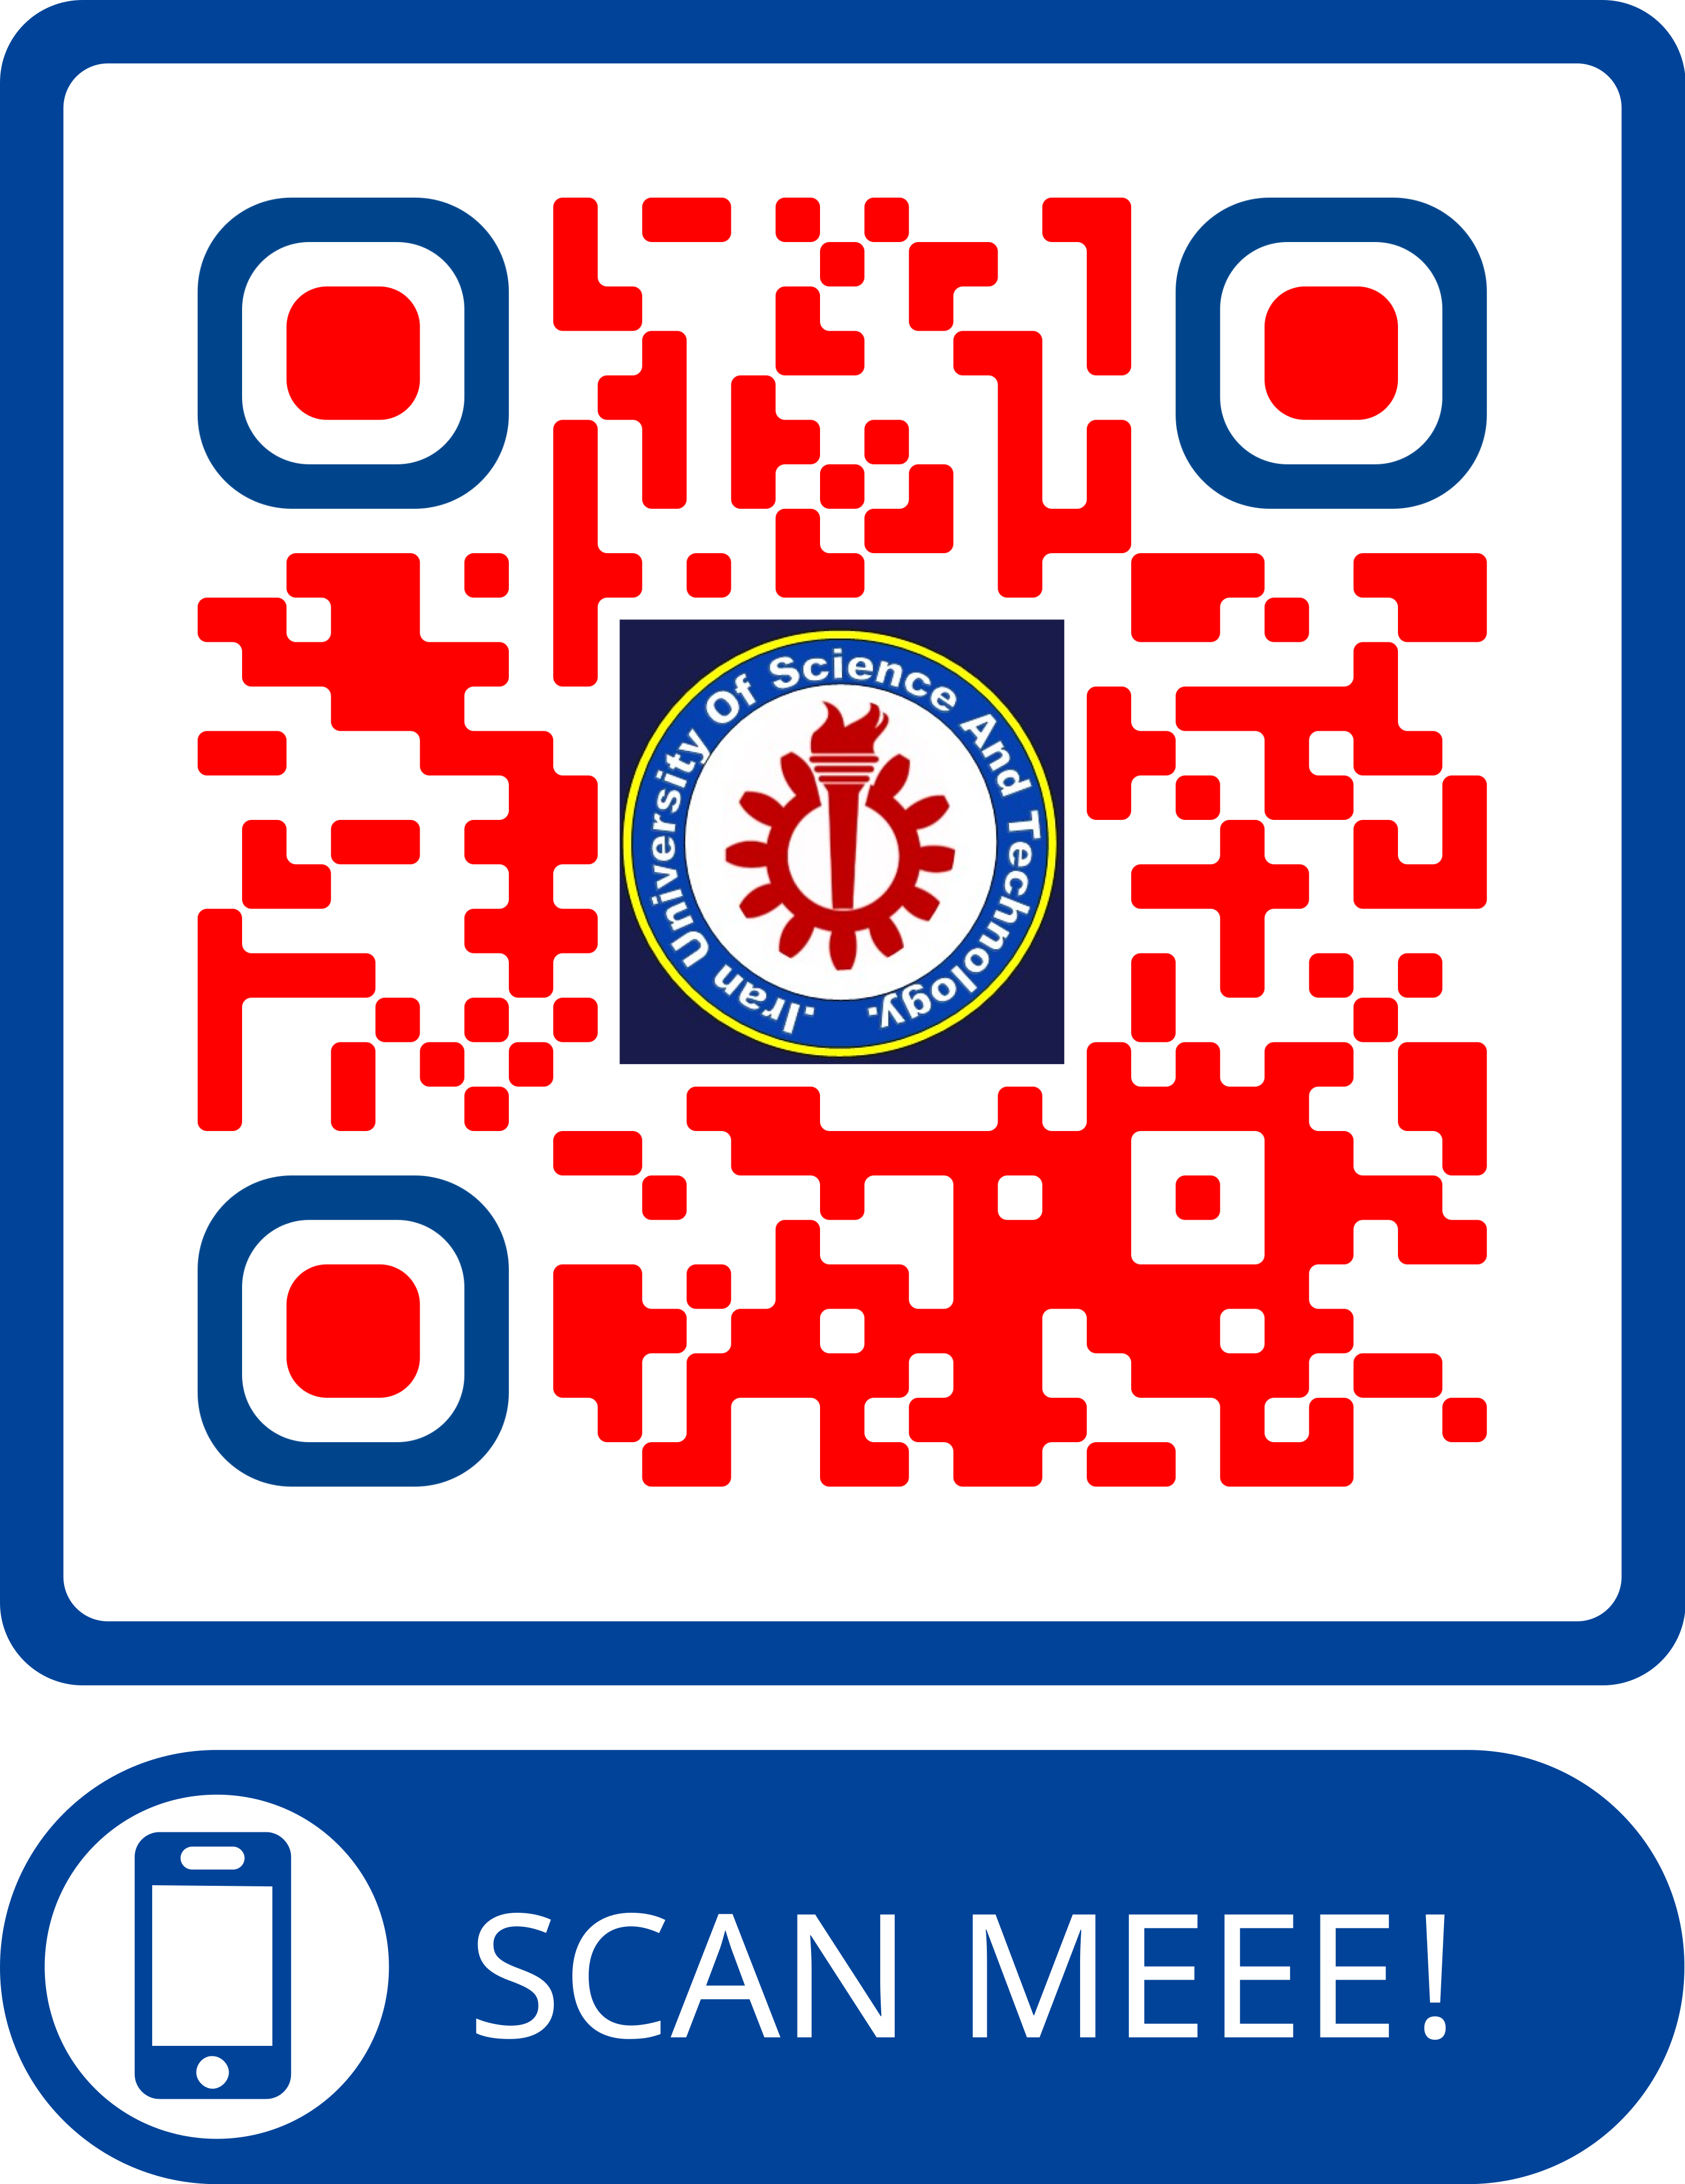 .Iran University Of Science And Technology.
SCAN MEEE!